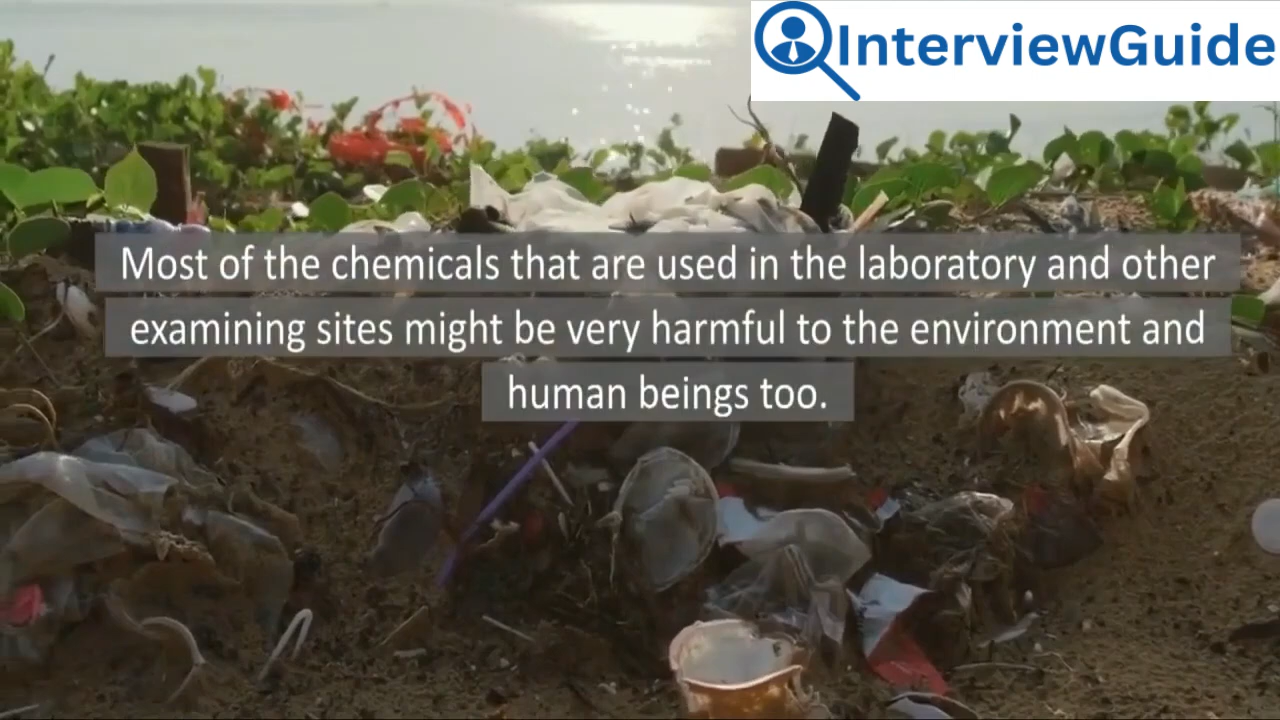 InterviewGuide
Most of the chemicals that are used in the laboratory and other
examining sites might be very harmful to the environment and
human beings too.